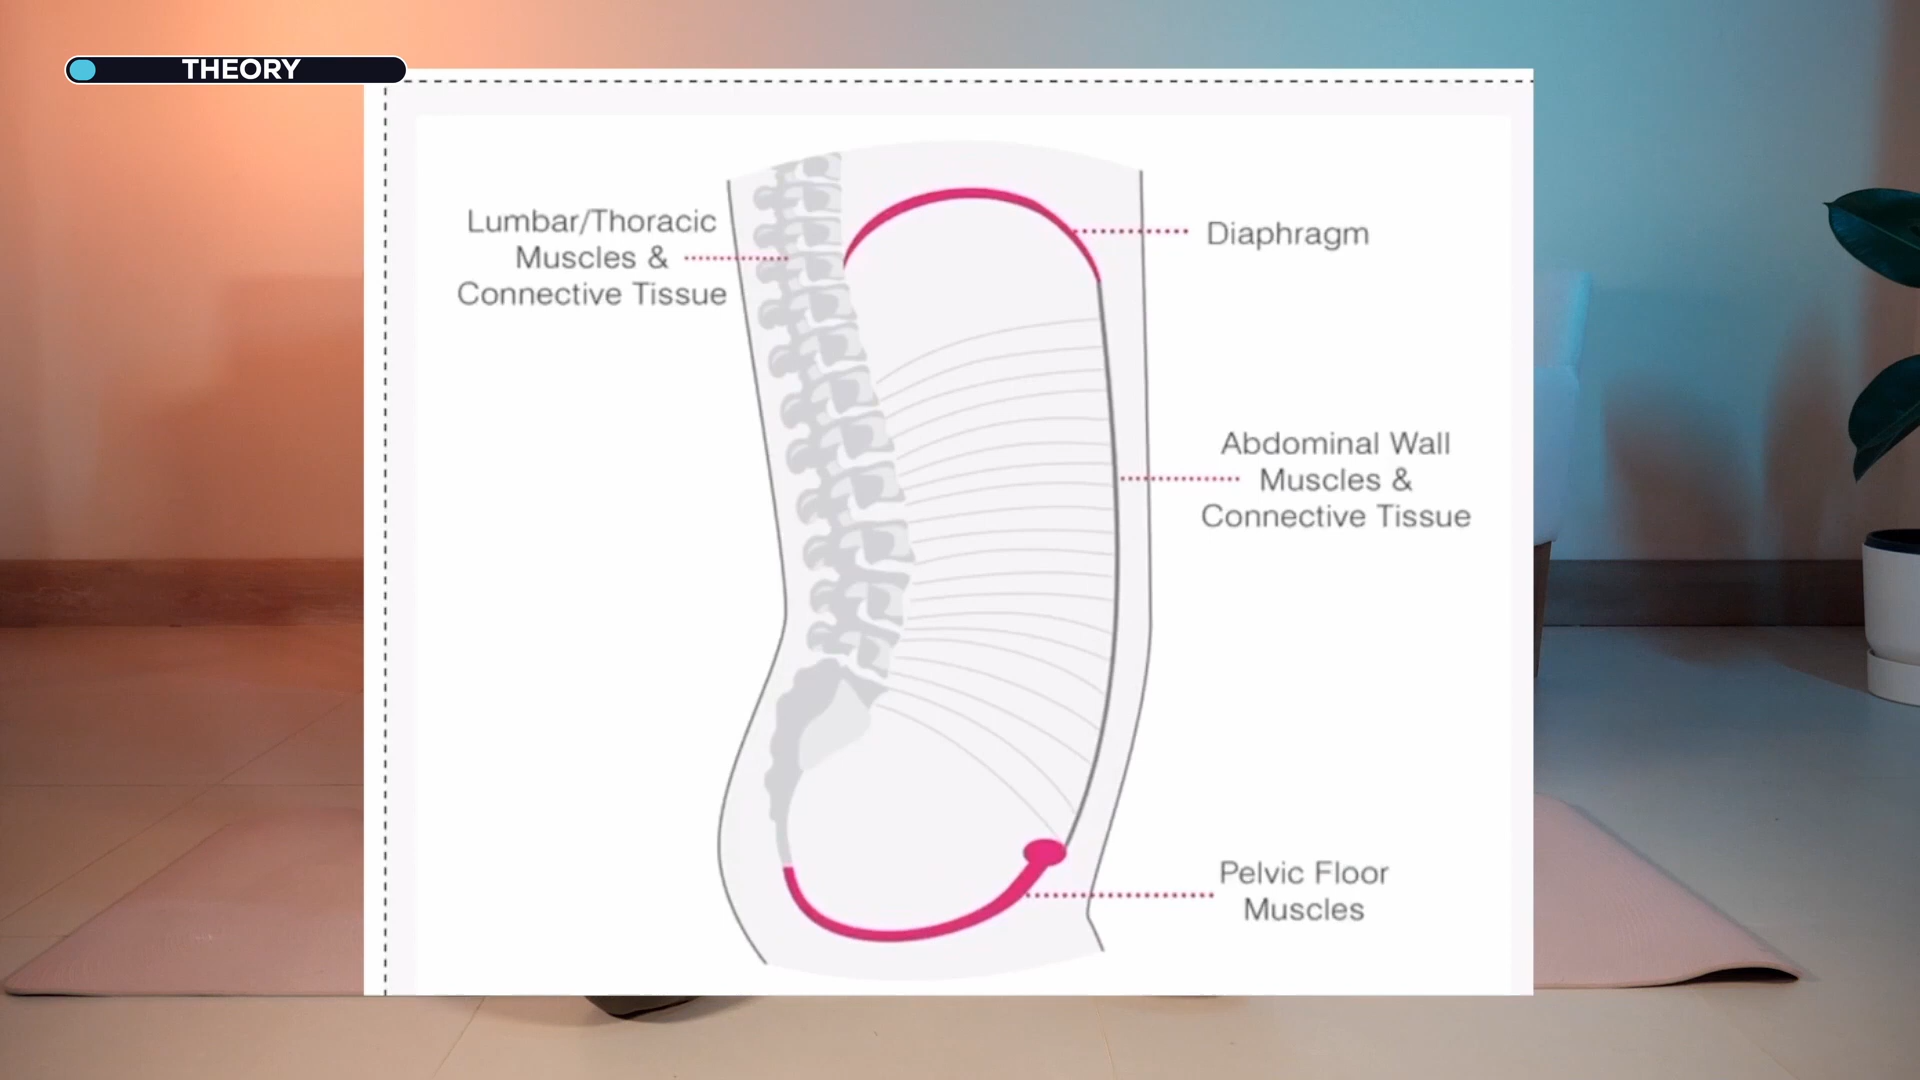 THEORY
Lumbar/Thoracic
Muscles &
Connective Tissue
Diaphragm
Abdominal Wall
Muscles &
Connective Tissue
Pelvic Floor
Muscles